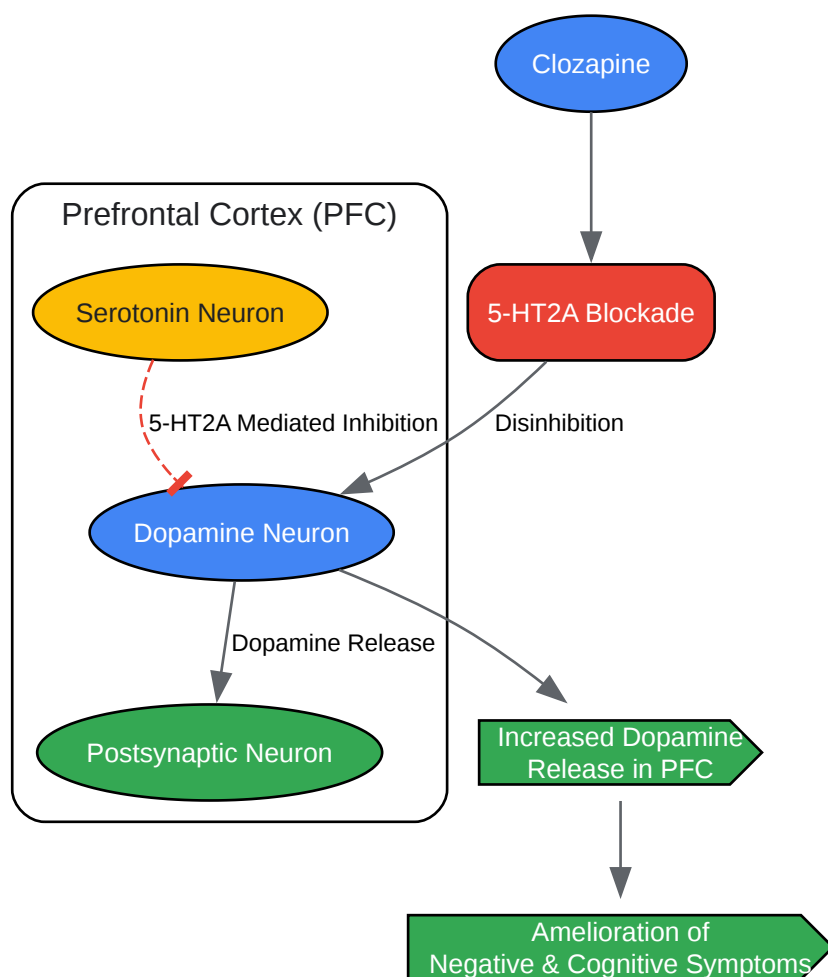 Clozapine
Prefrontal Cortex (PFC)
Serotonin Neuron
5-HT2A Blockade
5-HT2A Mediated Inhibition
Disinhibition
Dopamine Neuron
Dopamine Release
Postsynaptic Neuron
Increased Dopamine
Release in PFC
Amelioration of
Negative & Cognitive Symptoms